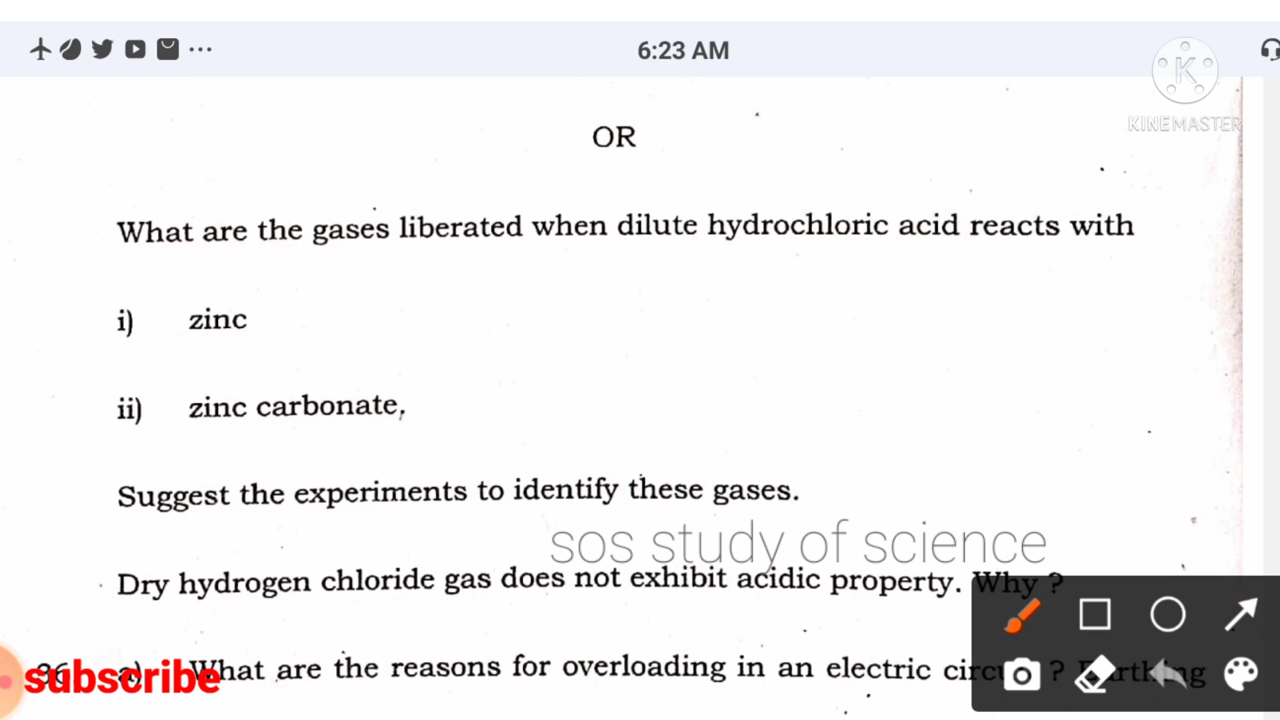 6:23 AM
K
KINEMASTER
OR
What are the gases liberated when dilute hydrochloric acid reacts with
i) zinc
ii) zinc carbonate,
Suggest the experiments to identify these gases.
sos study of science
Dry hydrogen chloride gas does not exhibit acidic property. Why ?
a) What are the reasons for overloading in an electric circuit ? Earthing
subscribe